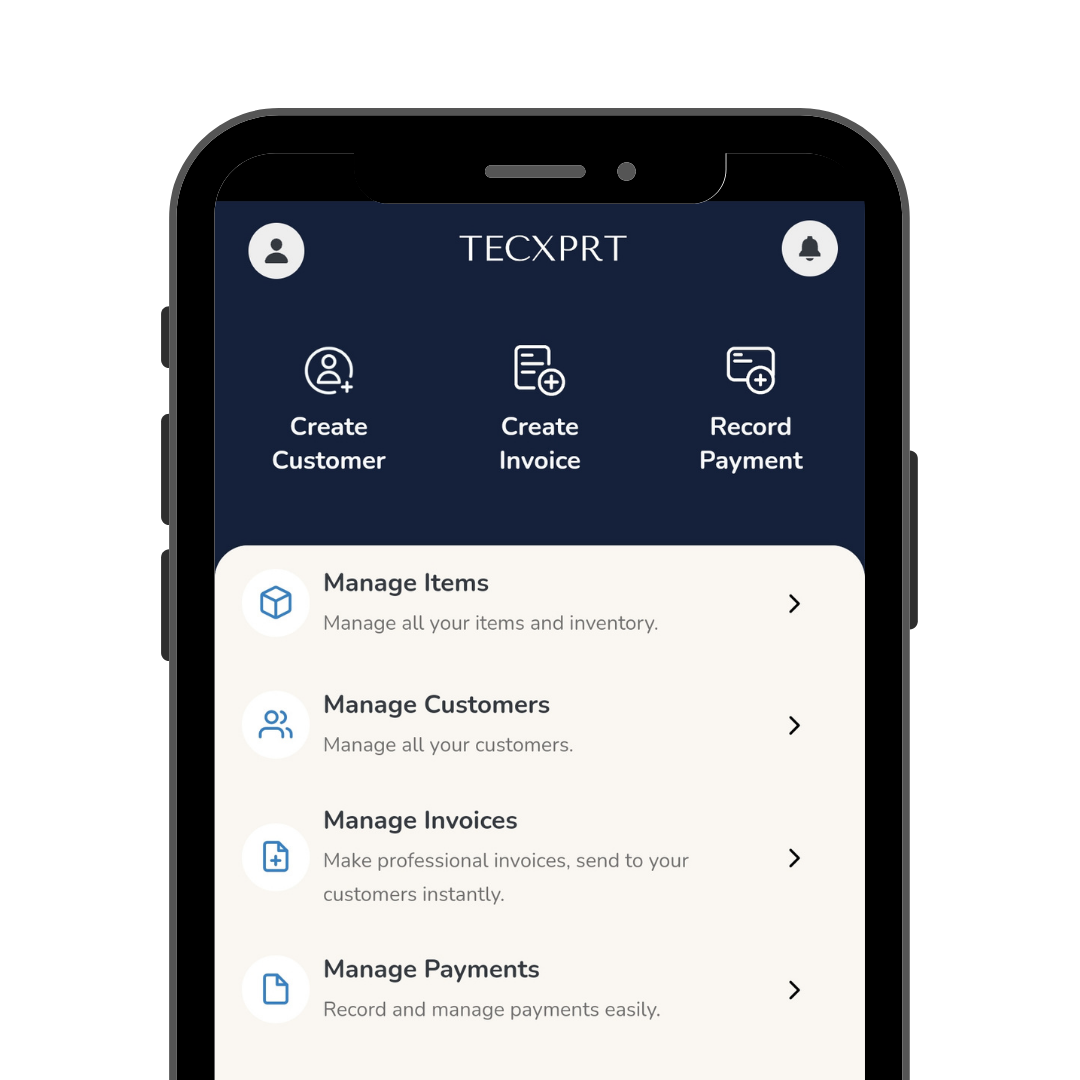 TECXPRT
Create
Customer
Create
Invoice
Record
Payment
Manage Items
Manage all your items and inventory.
Manage Customers
Manage all your customers.
Manage Invoices
Make professional invoices, send to your
customers instantly.
Manage Payments
Record and manage payments easily.